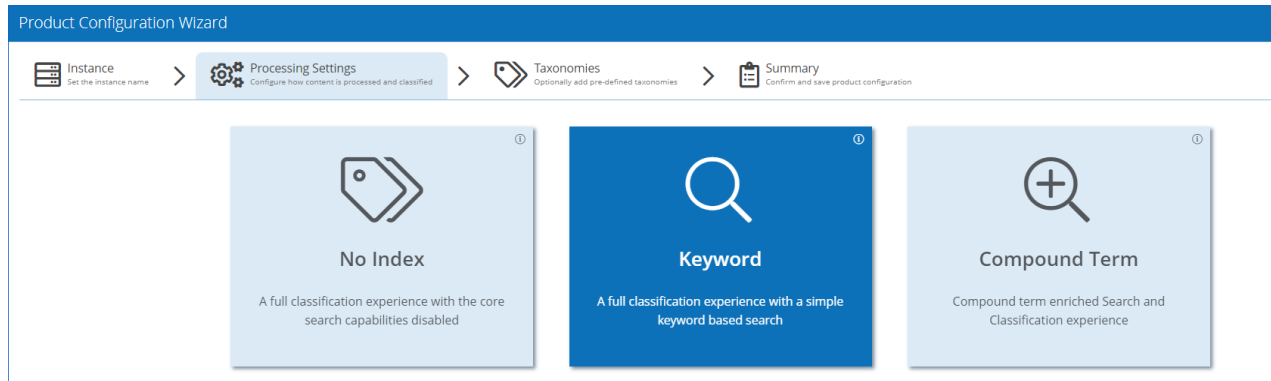 Product Configuration Wizard
Instance
Set the instance name
Processing Settings
Configure how content is processed and classified
Taxonomies
Optionally add pre-defined taxonomies
Summary
Confirm and save product configuration
No Index
A full classification experience with the core
search capabilities disabled
Keyword
A full classification experience with a simple
keyword based search
Compound Term
Compound term enriched Search and
Classification experience